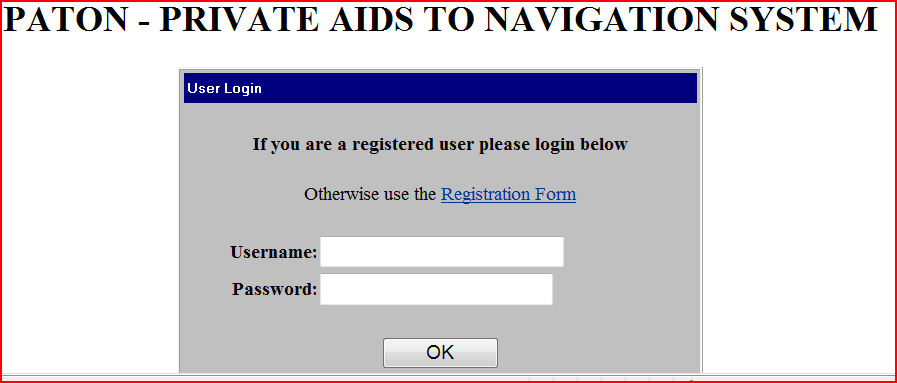 PATON - PRIVATE AIDS TO NAVIGATION SYSTEM
User Login
If you are a registered user please login below
Otherwise use the Registration Form
Username:
Password:
OK